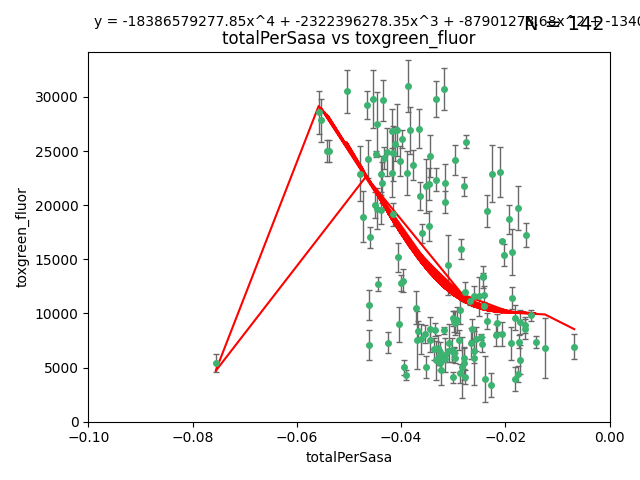 y = -18386579277.85x^4 + -2322396278.35x^3 + 
N = 142
totalPerSasa vs toxgreen_fluor
toxgreen_fluor
30000
25000
20000
15000
10000
5000
0
−0.10 −0.08 −0.06 −0.04 −0.02 0.00
totalPerSasa